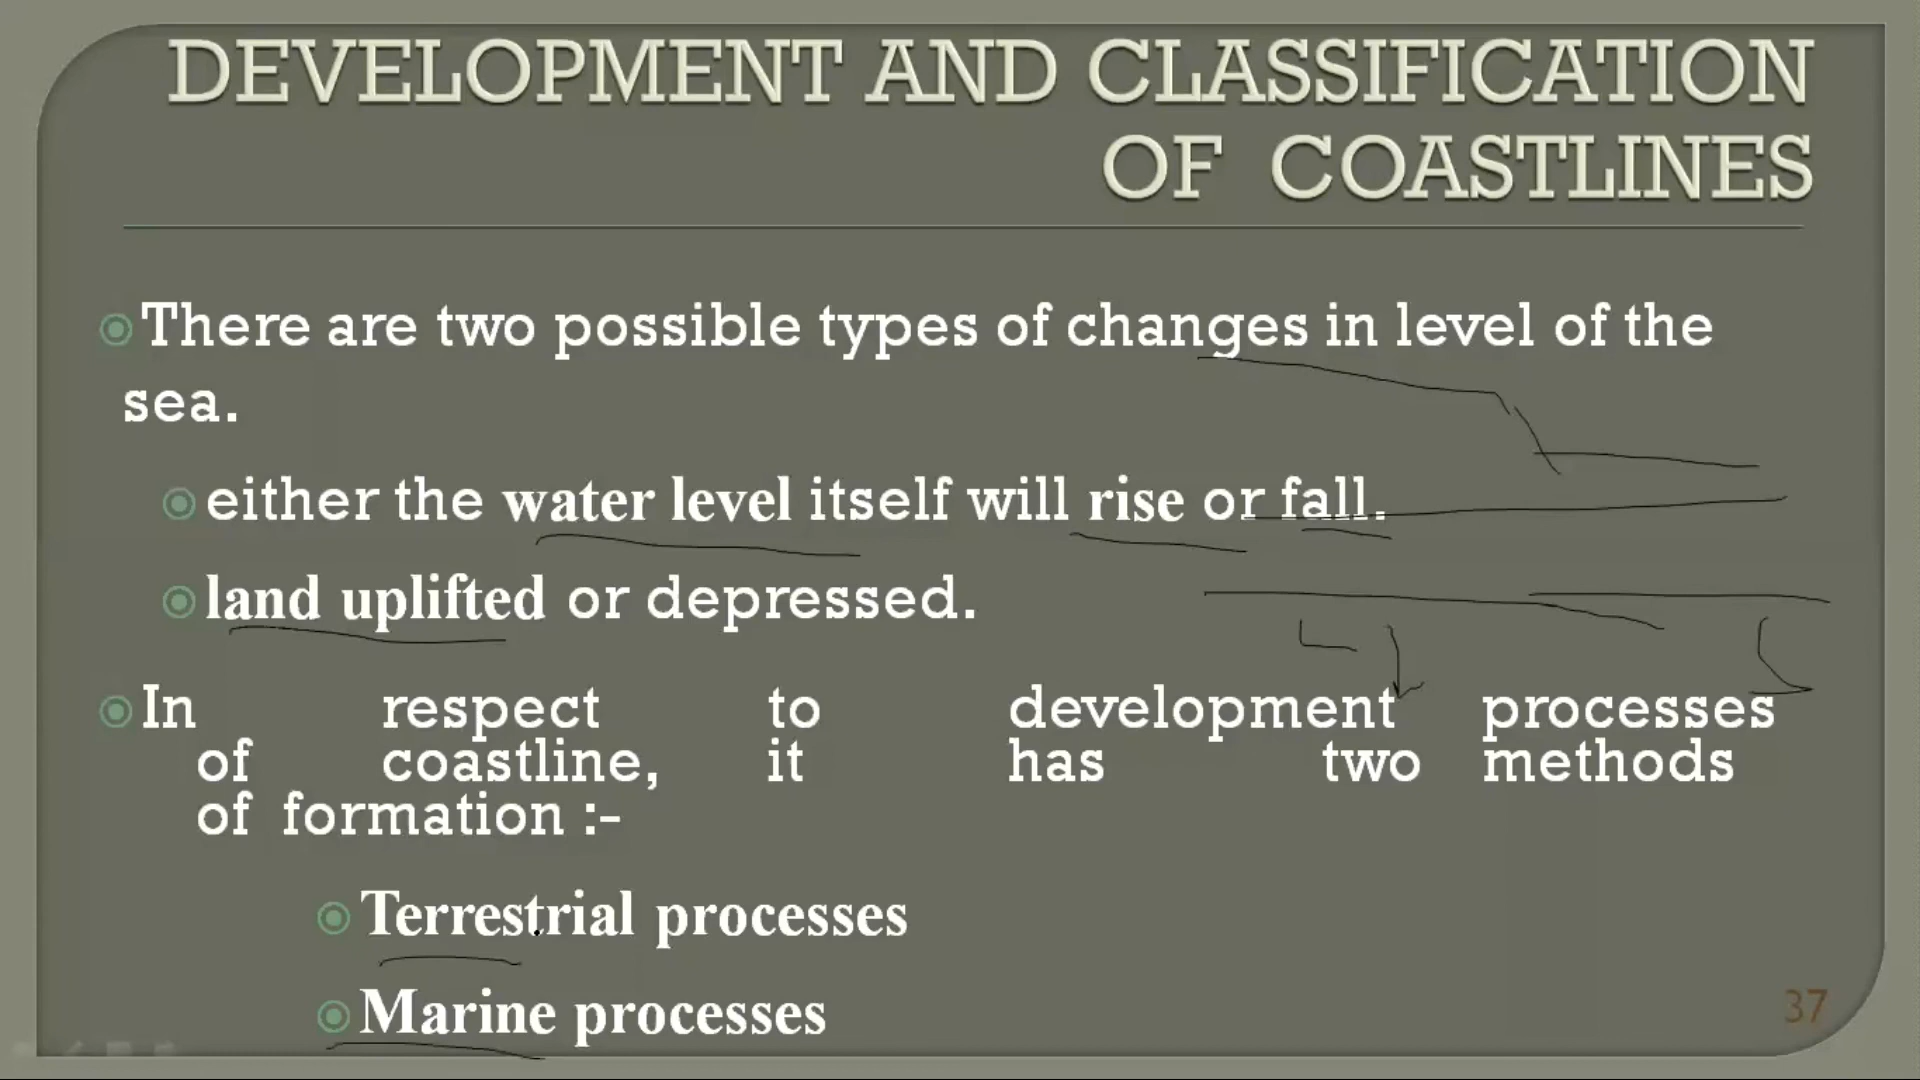 DEVELOPMENT AND CLASSIFICATION
OF COASTLINES
There are two possible types of changes in level of the
sea.
either the water level itself will rise or fall.
land uplifted or depressed.
In respect to development processes
of coastline, it has two methods
of formation :-
Terrestrial processes
Marine processes
37